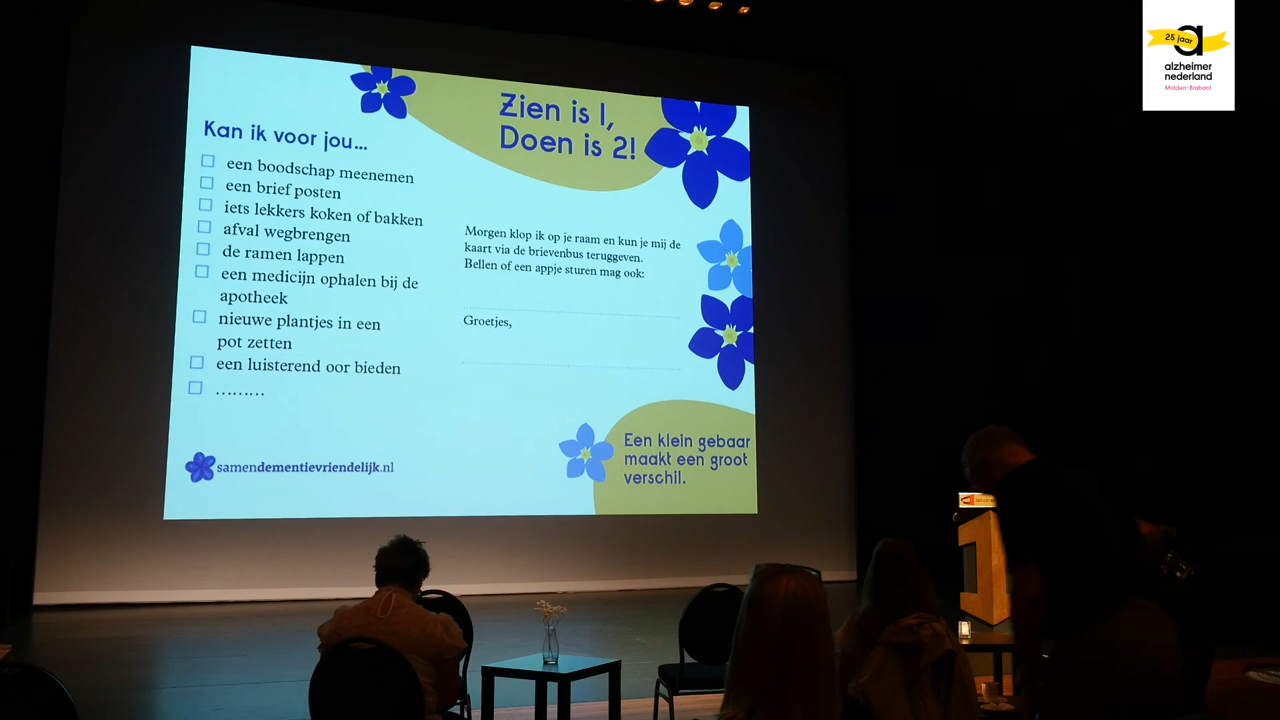 Zien is 1,
Doen is 2!
Kan ik voor jou...
een boodschap meenemen
een brief posten
iets lekkers koken of bakken
afval wegbrengen
de ramen lappen
een medicijn ophalen bij de
apotheek
nieuwe plantjes in een
pot zetten
een luisterend oor bieden
.........
Morgen klop ik op je raam en kun je mij de
kaart via de brievenbus teruggeven.
Bellen of een appje sturen mag ook:
Groetjes,
Een klein gebaar
maakt een groot
verschil.
samendementievriendelijk.nl
25 jaar
a
alzheimer
nederland
Midden-Brabant